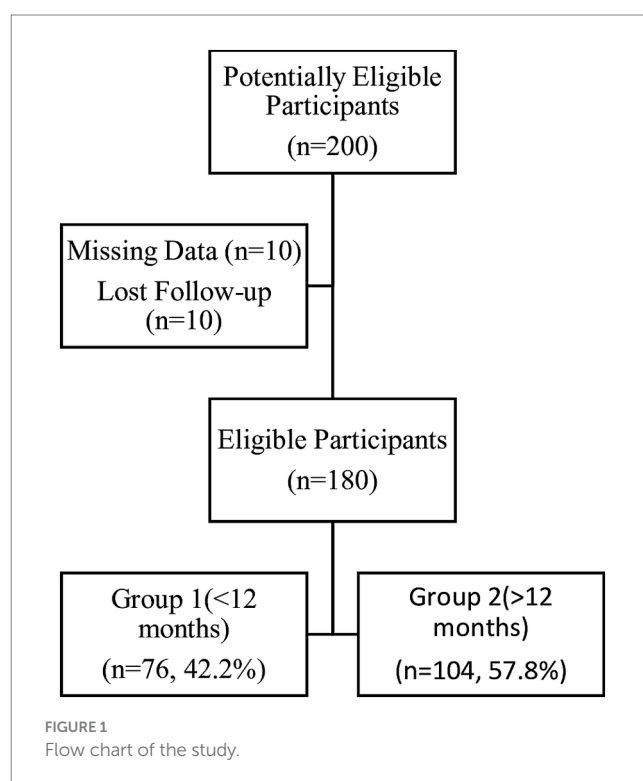 Potentially Eligible
Participants
(n=200)
Missing Data (n=10)
Lost Follow-up
(n=10)
Eligible Participants
(n=180)
Group 1(<12
months)
(n=76, 42.2%)
Group 2(>12
months)
(n=104, 57.8%)
FIGURE 1
Flow chart of the study.